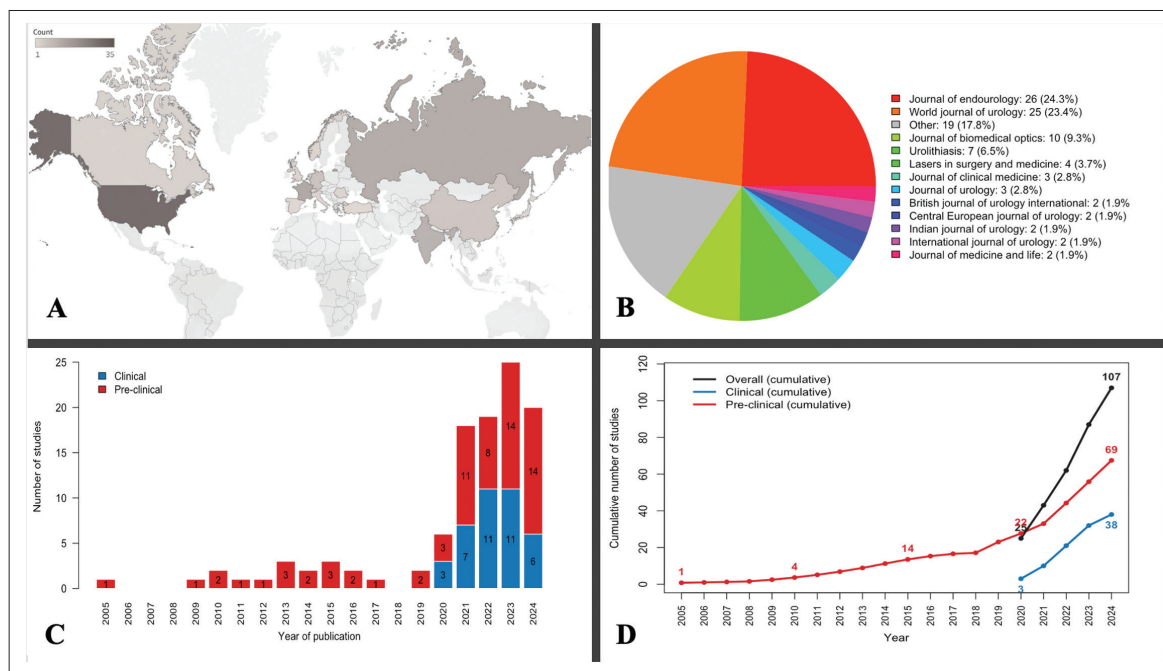 Count
1 35
A
Journal of endourology: 26 (24.3%)
World journal of urology: 25 (23.4%)
Other: 19 (17.8%)
Journal of biomedical optics: 10 (9.3%)
Urolithiasis: 7 (6.5%)
Lasers in surgery and medicine: 4 (3.7%)
Journal of clinical medicine: 3 (2.8%)
Journal of urology: 3 (2.8%)
British journal of urology international: 2 (1.9%
Central European journal of urology: 2 (1.9%)
Indian journal of urology: 2 (1.9%)
International journal of urology: 2 (1.9%)
Journal of medicine and life: 2 (1.9%)
B
Clinical
Pre-clinical
Number of studies
25
20
15
10
5
0
1
1
2
1
1
3
2
3
2
1
2
3
3
11
7
8
11
14
11
14
6
2005 2006 2007 2008 2009 2010 2011 2012 2013 2014 2015 2016 2017 2018 2019 2020 2021 2022 2023 2024
Year of publication
C
Overall (cumulative)
Clinical (cumulative)
Pre-clinical (cumulative)
Cumulative number of studies
120
100
80
60
40
20
0
1
4
14
22
25
3
107
69
38
2005 2006 2007 2008 2009 2010 2011 2012 2013 2014 2015 2016 2017 2018 2019 2020 2021 2022 2023 2024
Year
D